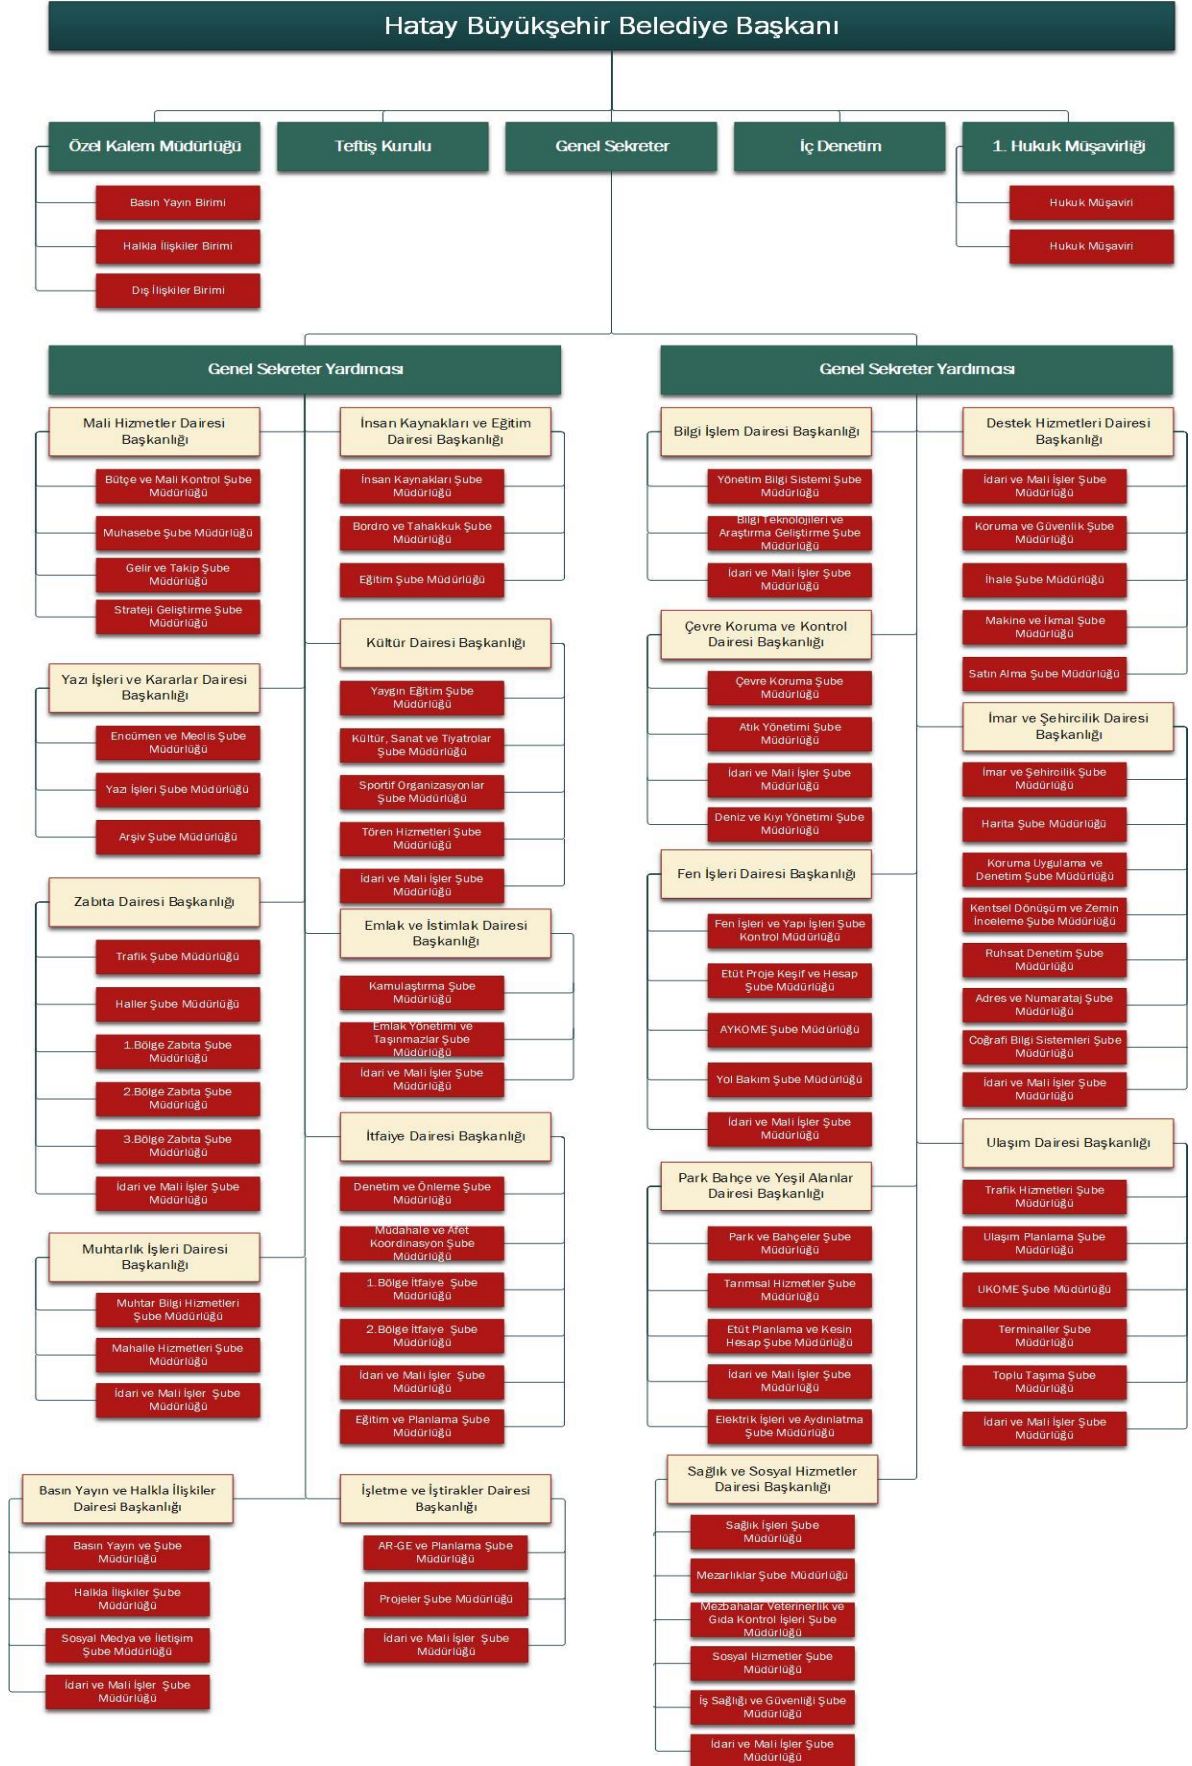 Hatay Büyükşehir Belediye Başkanı
Özel Kalem Müdürlüğü
Teftiş Kurulu
Genel Sekreter
İç Denetim
1. Hukuk Müşavirliği
Basın Yayın Birimi
Halkla İlişkiler Birimi
Dış İlişkiler Birimi
Hukuk Müşaviri
Hukuk Müşaviri
Genel Sekreter Yardımcısı
Mali Hizmetler Dairesi
Başkanlığı
Bütçe ve Mali Kontrol Şube
Müdürlüğü
Muhasebe Şube Müdürlüğü
Gelir ve Takip Şube
Müdürlüğü
Strateji Geliştirme Şube
Müdürlüğü
Yazı İşleri ve Kararlar Dairesi
Başkanlığı
Encümen ve Meclis Şube
Müdürlüğü
Yazı İşleri Şube Müdürlüğü
Arşiv Şube Müdürlüğü
Zabıta Dairesi Başkanlığı
Trafik Şube Müdürlüğü
Haller Şube Müdürlüğü
1.Bölge Zabıta Şube
Müdürlüğü
2.Bölge Zabıta Şube
Müdürlüğü
3.Bölge Zabıta Şube
Müdürlüğü
İdari ve Mali İşler Şube
Müdürlüğü
Muhtarlık İşleri Dairesi
Başkanlığı
Muhtar Bilgi Hizmetleri
Şube Müdürlüğü
Mahalle Hizmetleri Şube
Müdürlüğü
İdari ve Mali İşler Şube
Müdürlüğü
Basın Yayın ve Halkla İlişkiler
Dairesi Başkanlığı
Basın Yayın ve Şube
Müdürlüğü
Halkla İlişkiler Şube
Müdürlüğü
Sosyal Medya ve İletişim
Şube Müdürlüğü
İdari ve Mali İşler Şube
Müdürlüğü
İnsan Kaynakları ve Eğitim
Dairesi Başkanlığı
İnsan Kaynakları Şube
Müdürlüğü
Bordro ve Tahakkuk Şube
Müdürlüğü
Eğitim Şube Müdürlüğü
Kültür Dairesi Başkanlığı
Yaygın Eğitim Şube
Müdürlüğü
Kültür, Sanat ve Tiyatrolar
Şube Müdürlüğü
Sportif Organizasyonlar
Şube Müdürlüğü
Tören Hizmetleri Şube
Müdürlüğü
İdari ve Mali İşler Şube
Müdürlüğü
Emlak ve İstimlak Dairesi
Başkanlığı
Kamulaştırma Şube
Müdürlüğü
Emlak Yönetimi ve
Taşınmazlar Şube
Müdürlüğü
İdari ve Mali İşler Şube
Müdürlüğü
İtfaiye Dairesi Başkanlığı
Denetim ve Önleme Şube
Müdürlüğü
Müdahale ve Afet
Koordinasyon Şube
Müdürlüğü
1.Bölge İtfaiye Şube
Müdürlüğü
2.Bölge İtfaiye Şube
Müdürlüğü
İdari ve Mali İşler Şube
Müdürlüğü
Eğitim ve Planlama Şube
Müdürlüğü
İşletme ve İştirakler Dairesi
Başkanlığı
AR-GE ve Planlama Şube
Müdürlüğü
Projeler Şube Müdürlüğü
İdari ve Mali İşler Şube
Müdürlüğü
Genel Sekreter Yardımcısı
Bilgi İşlem Dairesi Başkanlığı
Yönetim Bilgi Sistemi Şube
Müdürlüğü
Bilgi Teknolojileri ve
Araştırma Geliştirme Şube
Müdürlüğü
İdari ve Mali İşler Şube
Müdürlüğü
Çevre Koruma ve Kontrol
Dairesi Başkanlığı
Çevre Koruma Şube
Müdürlüğü
Atık Yönetimi Şube
Müdürlüğü
İdari ve Mali İşler Şube
Müdürlüğü
Deniz ve Kıyı Yönetimi Şube
Müdürlüğü
Fen İşleri Dairesi Başkanlığı
Fen İşleri ve Yapı İşleri Şube
Kontrol Müdürlüğü
Etüt Proje Keşif ve Hesap
Şube Müdürlüğü
AYKOME Şube Müdürlüğü
Yol Bakım Şube Müdürlüğü
İdari ve Mali İşler Şube
Müdürlüğü
Park Bahçe ve Yeşil Alanlar
Dairesi Başkanlığı
Park ve Bahçeler Şube
Müdürlüğü
Tarımsal Hizmetler Şube
Müdürlüğü
Etüt Planlama ve Kesin
Hesap Şube Müdürlüğü
İdari ve Mali İşler Şube
Müdürlüğü
Elektrik İşleri ve Aydınlatma
Şube Müdürlüğü
Sağlık ve Sosyal Hizmetler
Dairesi Başkanlığı
Sağlık İşleri Şube
Müdürlüğü
Mezarlıklar Şube Müdürlüğü
Mezbahalar Veterinerlik ve
Gıda Kontrol İşleri Şube
Müdürlüğü
Sosyal Hizmetler Şube
Müdürlüğü
İş Sağlığı ve Güvenliği Şube
Müdürlüğü
İdari ve Mali İşler Şube
Müdürlüğü
Destek Hizmetleri Dairesi
Başkanlığı
İdari ve Mali İşler Şube
Müdürlüğü
Koruma ve Güvenlik Şube
Müdürlüğü
İhale Şube Müdürlüğü
Makine ve İkmal Şube
Müdürlüğü
Satın Alma Şube Müdürlüğü
İmar ve Şehircilik Dairesi
Başkanlığı
İmar ve Şehircilik Şube
Müdürlüğü
Harita Şube Müdürlüğü
Koruma Uygulama ve
Denetim Şube Müdürlüğü
Kentsel Dönüşüm ve Zemin
İnceleme Şube Müdürlüğü
Ruhsat Denetim Şube
Müdürlüğü
Adres ve Numarataj Şube
Müdürlüğü
Coğrafi Bilgi Sistemleri Şube
Müdürlüğü
İdari ve Mali İşler Şube
Müdürlüğü
Ulaşım Dairesi Başkanlığı
Trafik Hizmetleri Şube
Müdürlüğü
Ulaşım Planlama Şube
Müdürlüğü
UKOME Şube Müdürlüğü
Terminaller Şube
Müdürlüğü
Toplu Taşıma Şube
Müdürlüğü
İdari ve Mali İşler Şube
Müdürlüğü